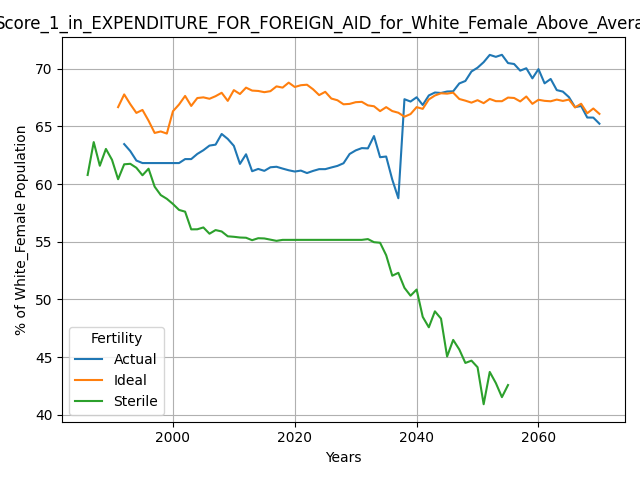 Score_1_in_EXPENDITURE_FOR_FOREIGN_AID_for_White_Female_Above_Avera
% of White_Female Population
70
65
60
55
50
45
40
Fertility
Actual
Ideal
Sterile
2000
2020
2040
2060
Years